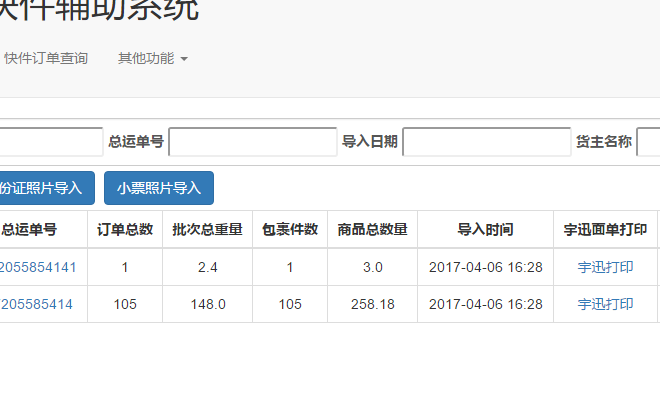 快件辅助系统
快件订单查询 其他功能
总运单号 导入日期 货主名称
份证照片导入 小票照片导入
总运单号 订单总数 批次总重量 包裹件数 商品总数量 导入时间 宇迅面单打印
2055854141 1 2.4 1 3.0 2017-04-06 16:28 宇迅打印
205585414 105 148.0 105 258.18 2017-04-06 16:28 宇迅打印